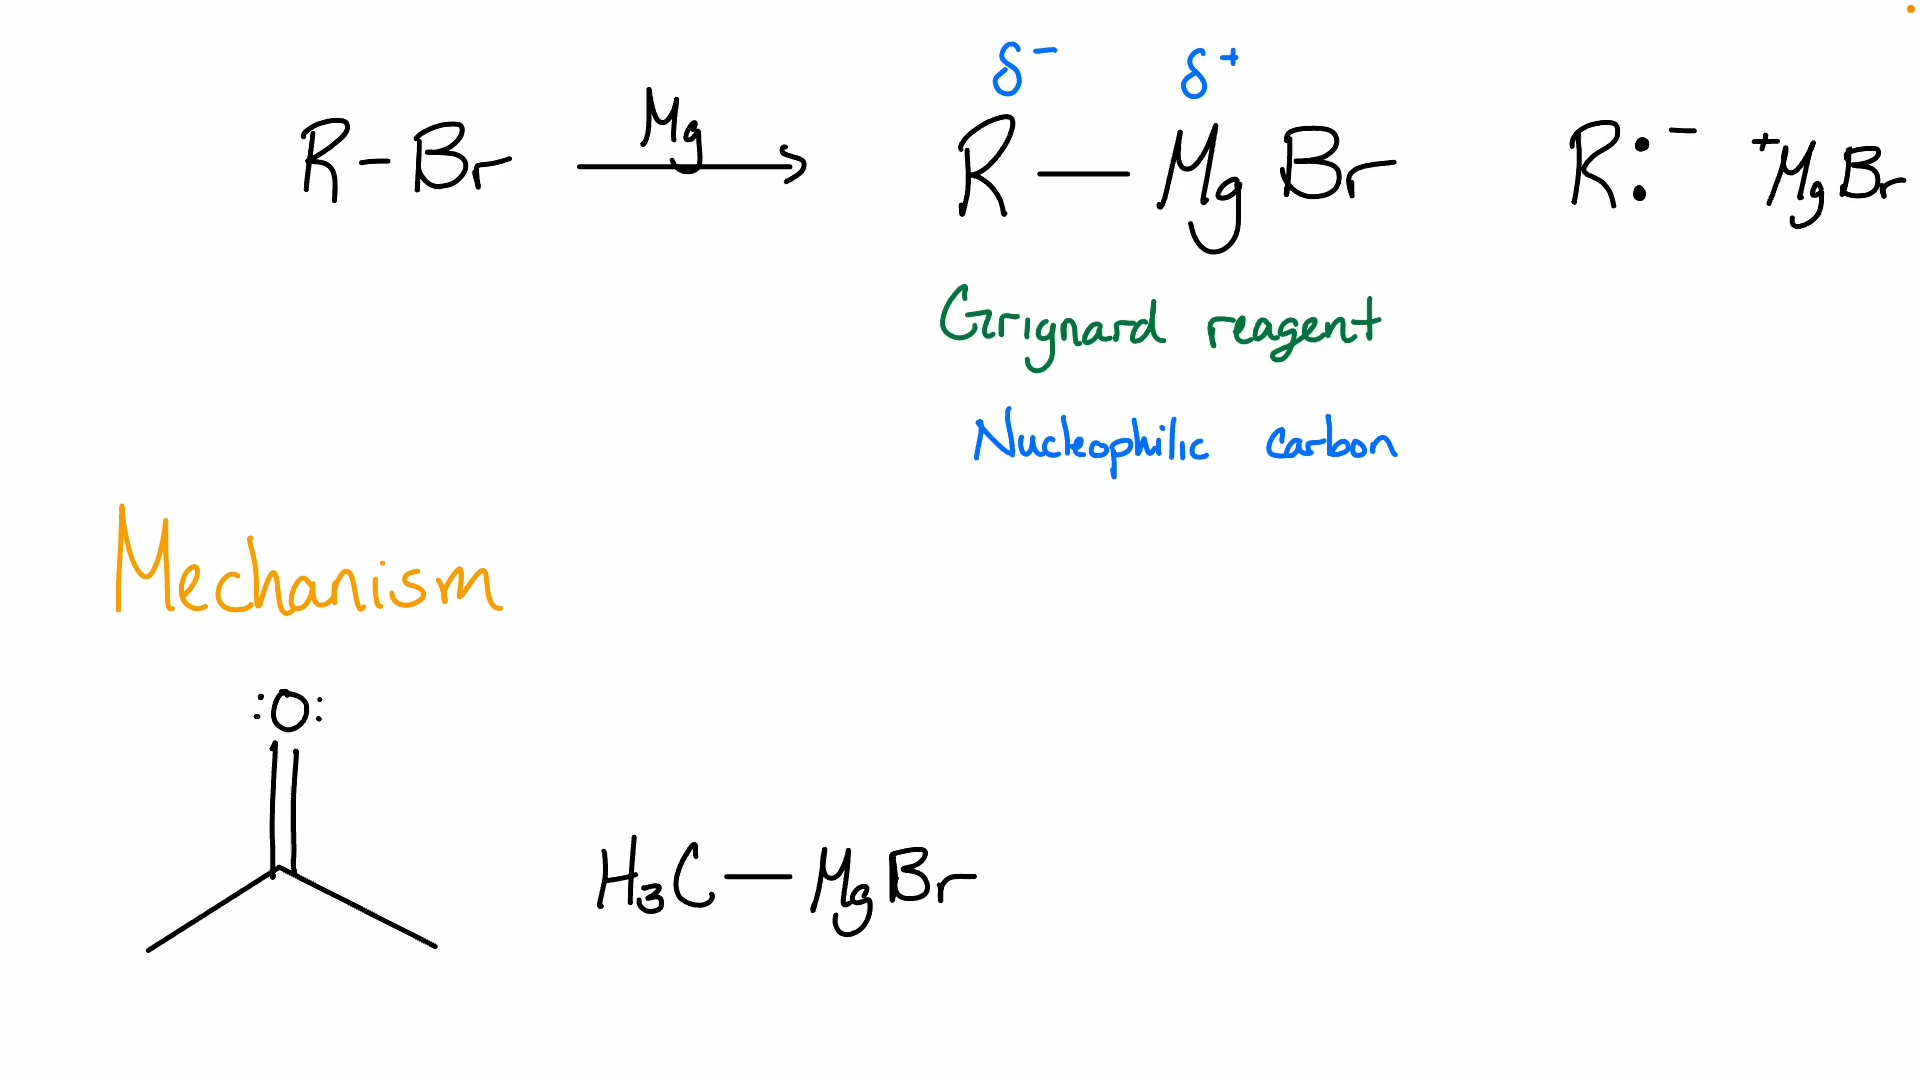 δ⁻ δ⁺
R-Br Mg R—MgBr R:⁻ ⁺MgBr
Grignard reagent
Nucleophilic carbon
Mechanism
:O:
H₃C—MgBr